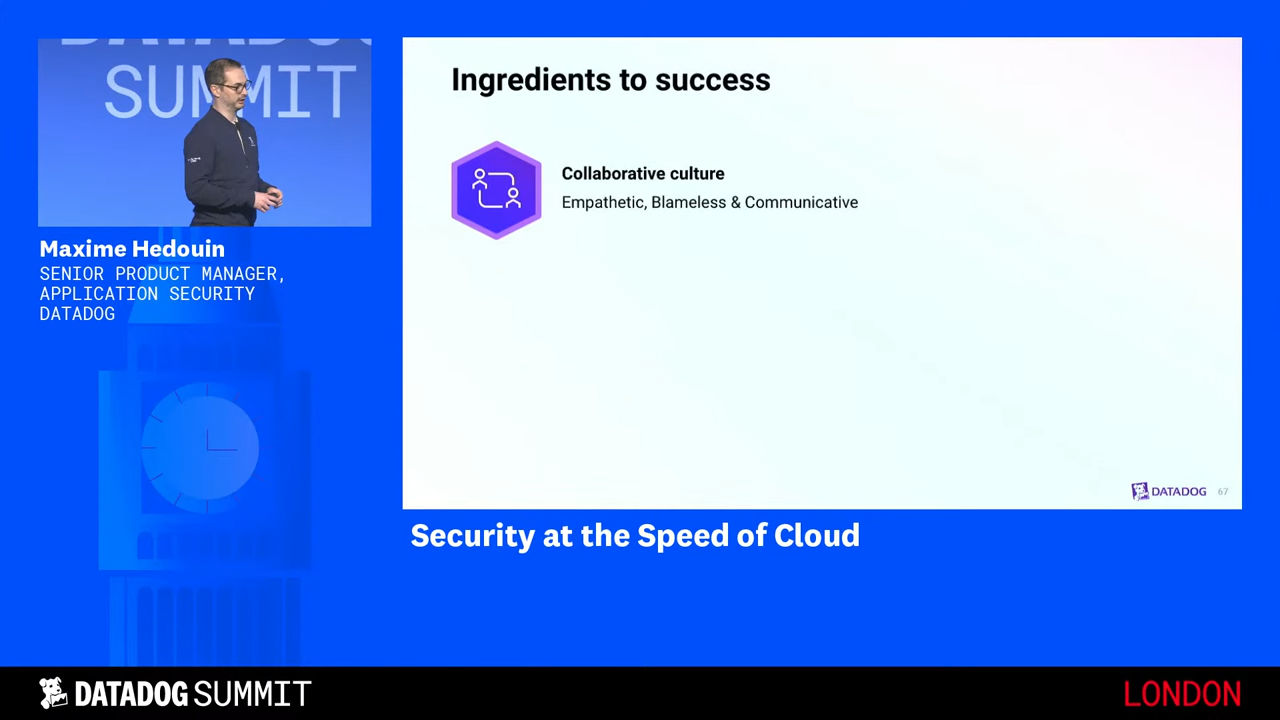 SUMMIT
Maxime Hedouin
SENIOR PRODUCT MANAGER,
APPLICATION SECURITY
DATADOG
Ingredients to success
Collaborative culture
Empathetic, Blameless & Communicative
DATADOG 67
Security at the Speed of Cloud
DATADOG SUMMIT
LONDON